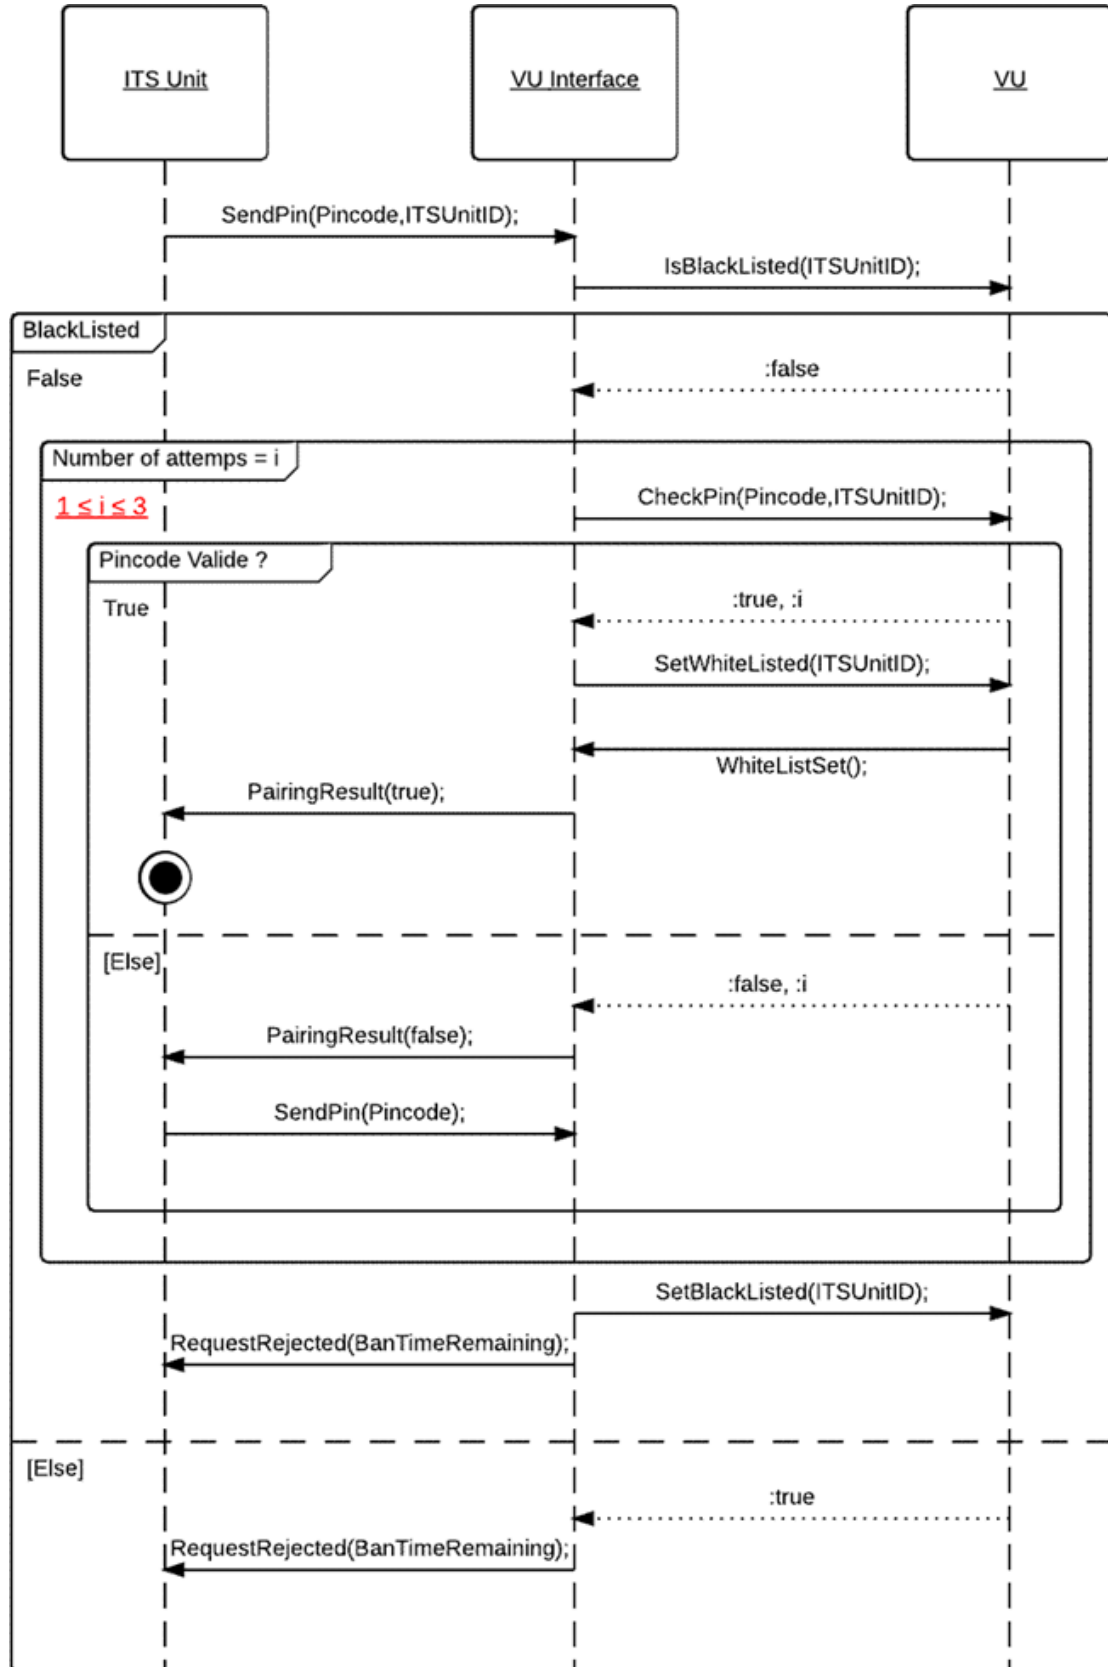 ITS Unit
VU Interface
VU
SendPin(Pincode,ITSUnitID);
IsBlackListed(ITSUnitID);
BlackListed
False
:false
Number of attemps = i
1 ≤ i ≤ 3
CheckPin(Pincode,ITSUnitID);
Pincode Valide ?
True
:true, :i
SetWhiteListed(ITSUnitID);
WhiteListSet();
PairingResult(true);
[Else]
:false, :i
PairingResult(false);
SendPin(Pincode);
SetBlackListed(ITSUnitID);
RequestRejected(BanTimeRemaining);
[Else]
:true
RequestRejected(BanTimeRemaining);